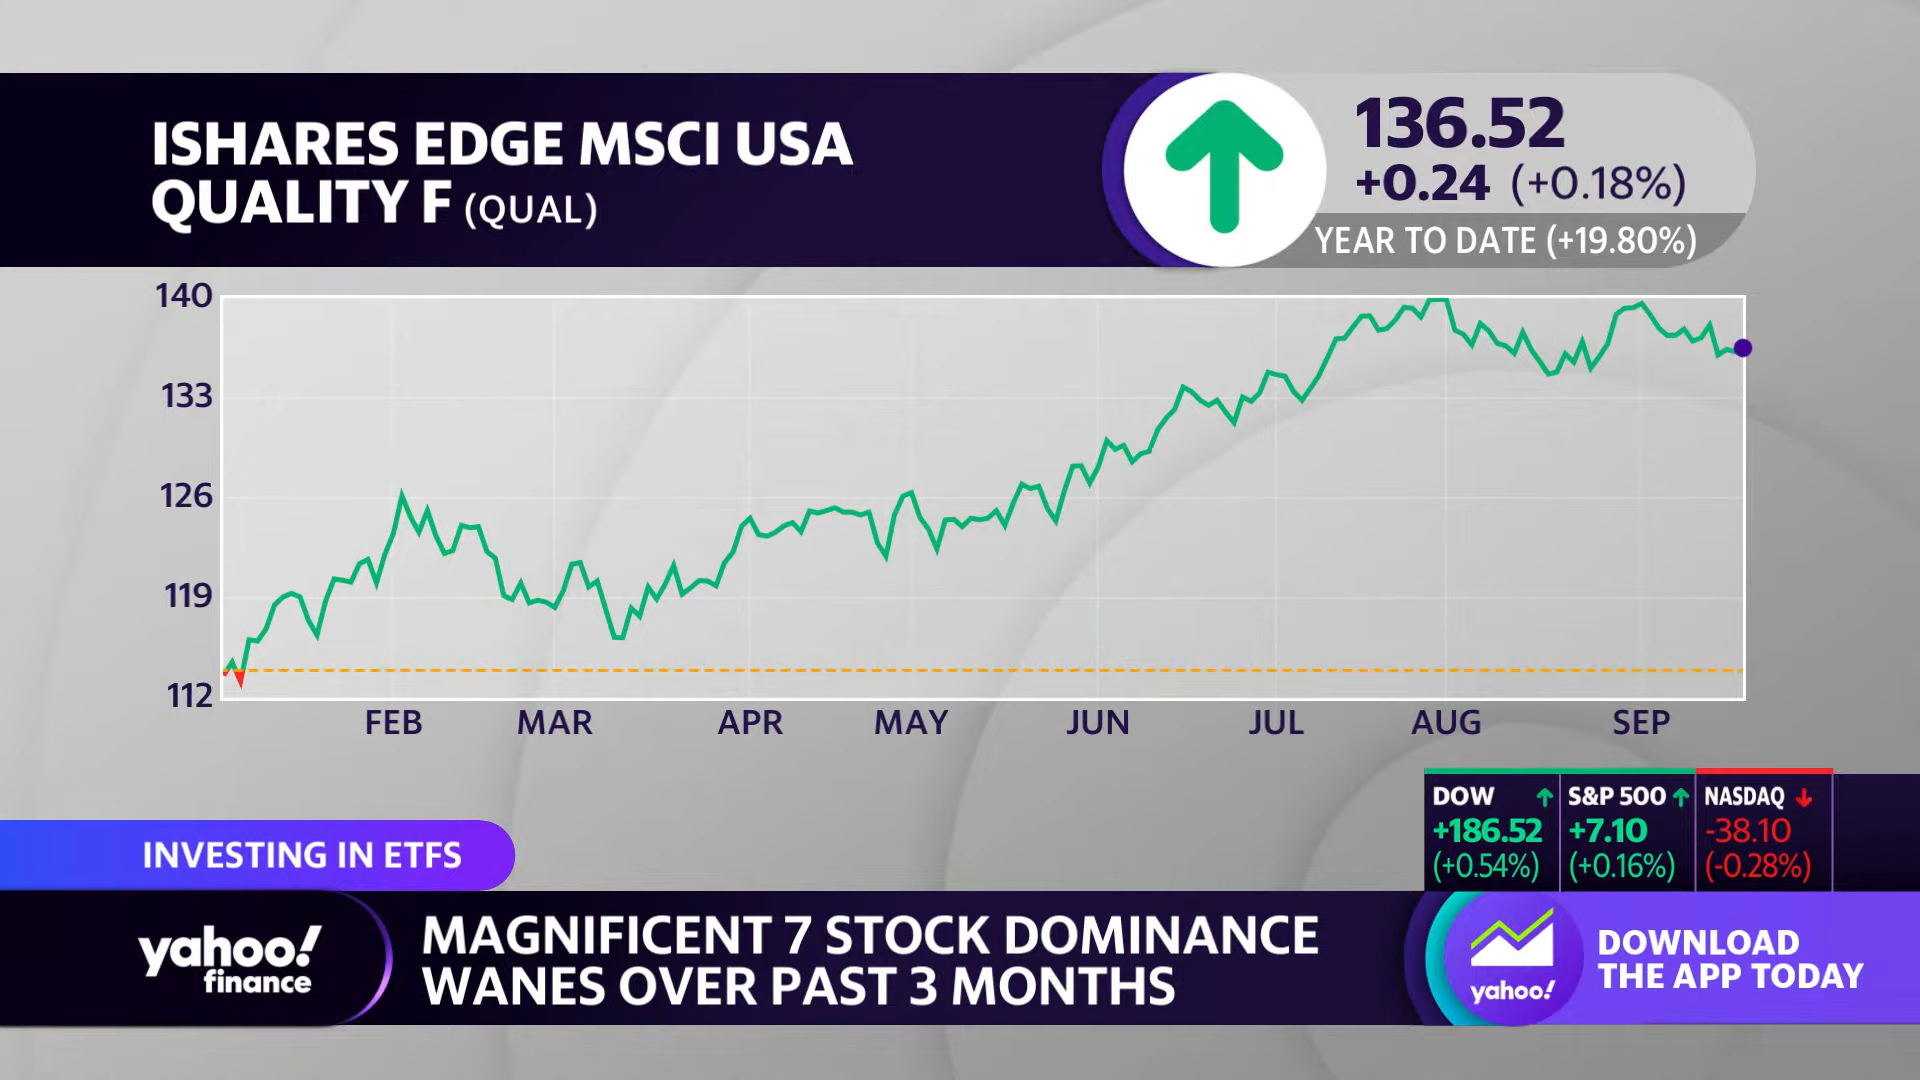 ISHARES EDGE MSCI USA
QUALITY F (QUAL)
136.52
+0.24 (+0.18%)
YEAR TO DATE (+19.80%)
140
133
126
119
112
FEB MAR APR MAY JUN JUL AUG SEP
DOW
+186.52
(+0.54%)
S&P 500
+7.10
(+0.16%)
NASDAQ
-38.10
(-0.28%)
INVESTING IN ETFS
yahoo!
finance
MAGNIFICENT 7 STOCK DOMINANCE
WANES OVER PAST 3 MONTHS
yahoo!
DOWNLOAD
THE APP TODAY